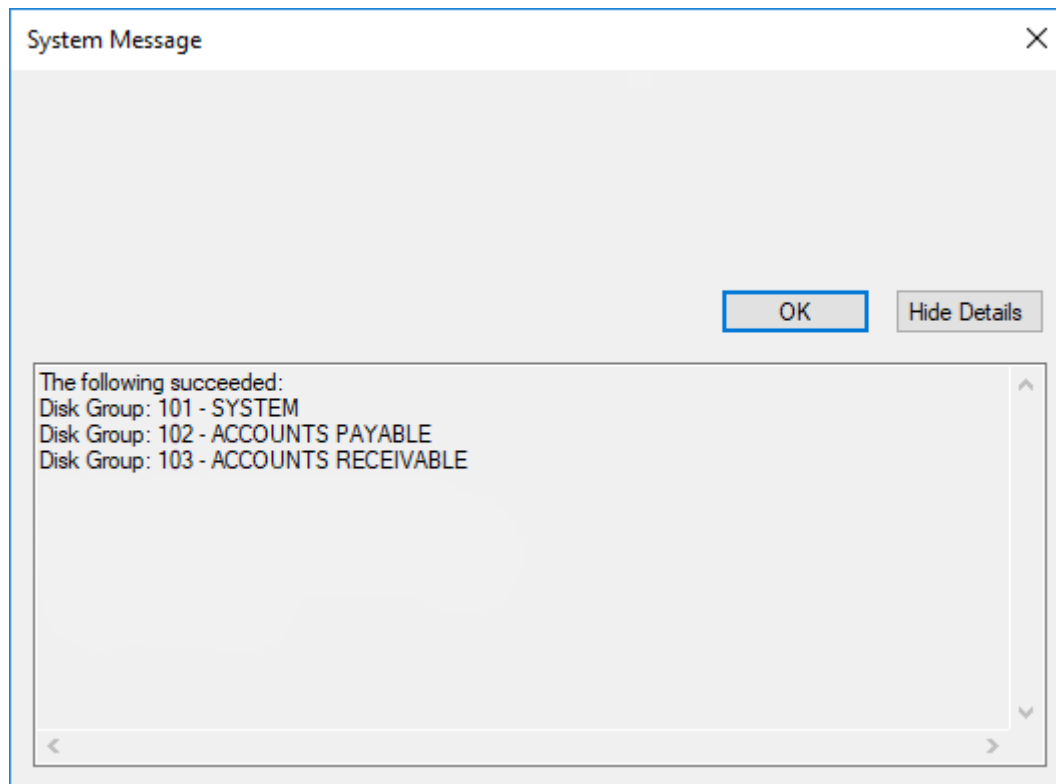 System Message
OK
Hide Details
The following succeeded:
Disk Group: 101 - SYSTEM
Disk Group: 102 - ACCOUNTS PAYABLE
Disk Group: 103 - ACCOUNTS RECEIVABLE